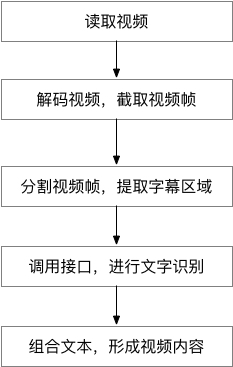 读取视频
解码视频，截取视频帧
分割视频帧，提取字幕区域
调用接口，进行文字识别
组合文本，形成视频内容